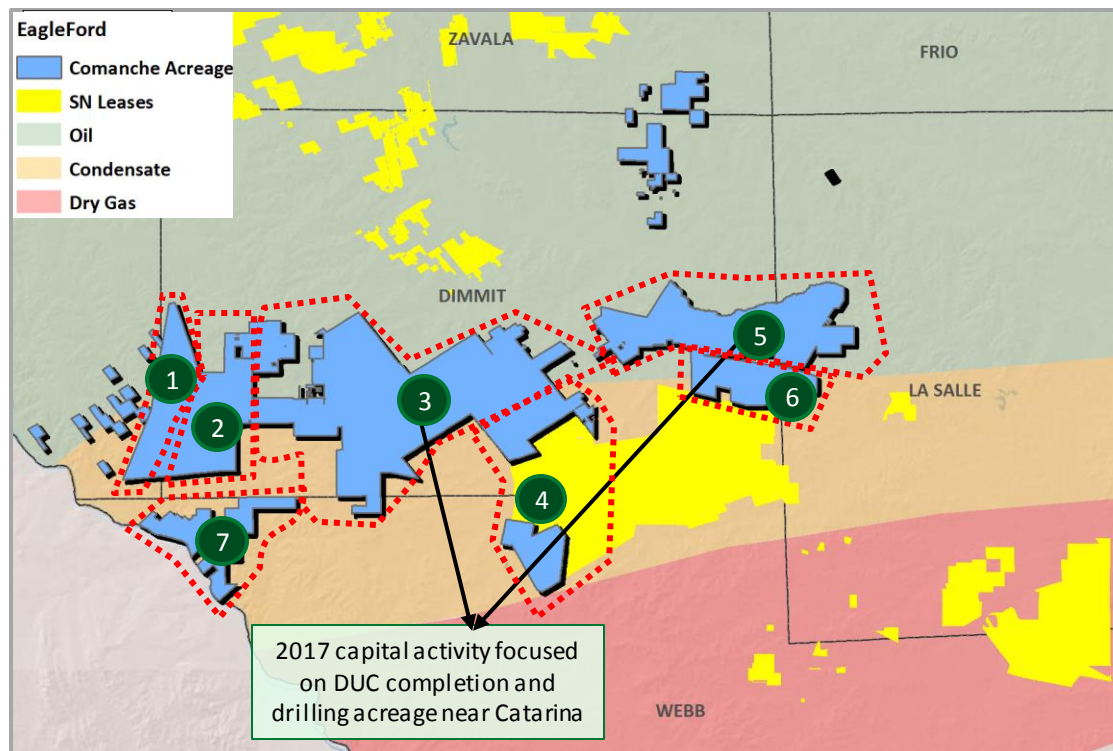 EagleFord
Comanche Acreage
SN Leases
Oil
Condensate
Dry Gas
ZAVALA
FRIO
DIMMIT
LA SALLE
WEBB
1
2
3
4
5
6
7
2017 capital activity focused
on DUC completion and
drilling acreage near Catarina